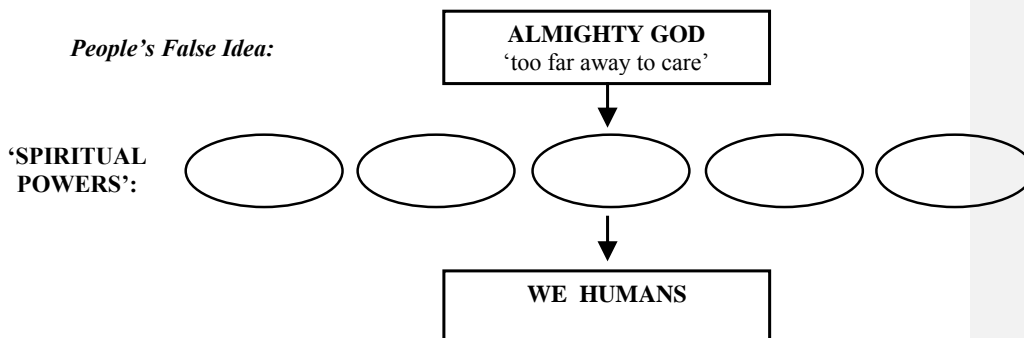 ALMIGHTY GOD
People’s False Idea:
‘too far away to care’
‘SPIRITUAL
POWERS’:
WE HUMANS